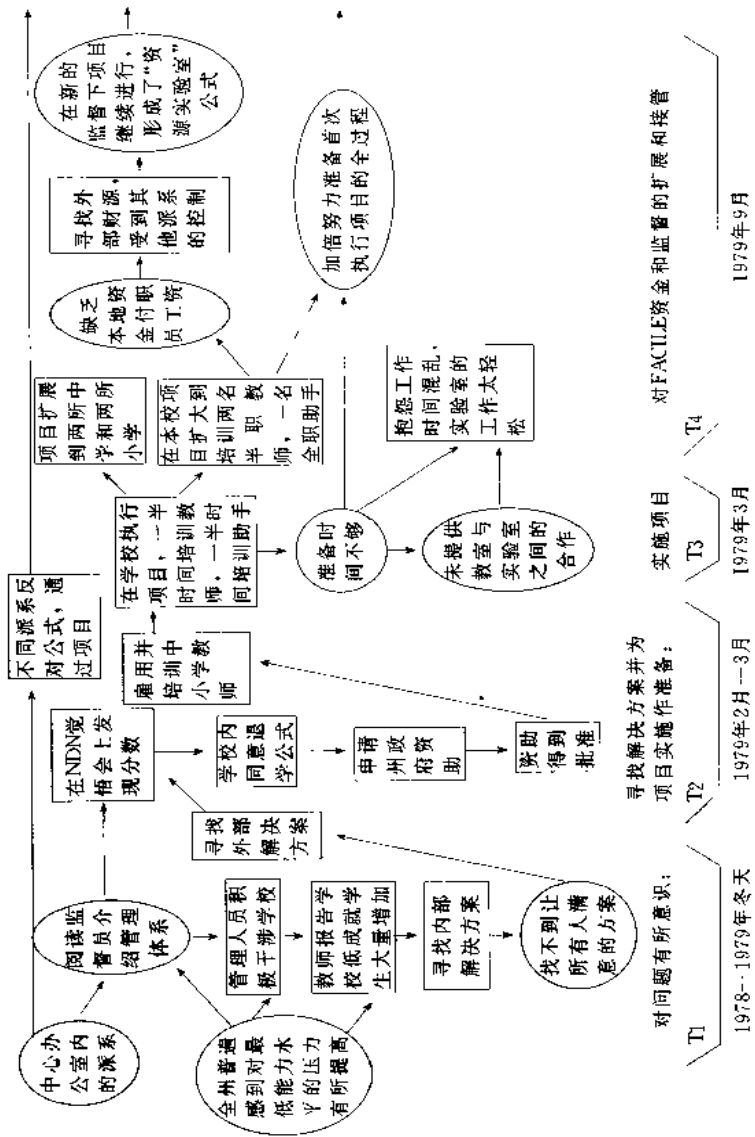 中心办
公室内
的派系
全州普遍
感到对最
低能力水
平的压力
有所提高
阅读监
督员介
绍管理
体系
管理人员积
极干涉学校
教师报告学
校低成就学
生大量增加
寻找内部
解决方案
找不到让
所有人满
意的方案
寻找
外部
解决
方案
不同派系反
对公式，通
过项目
在NDN觉
悟会上发
现分数
学校内
同意退
学公式
申请
州政
府资
助
资助
得到
批准
雇用并
培训中
小学教
师
在学校执行
项目，一半
时间培训教
师，一半时
间培训助手
准备时
间不够
未提供
教室与
实验室
之间的
合作
项目扩展
到两所中
学和两所
小学
在本校项
目扩大到
培训两名
半职教
师，一名
全职助手
抱怨工作
时间混乱，
实验室的
工作太轻
松
缺乏
本地资
金付职
员工资
寻找外
部财源，
受到其
他派系
的控制
在新的
监督下项目
继续进行，
形成了“资
源实验室”
公式
加倍努力准备首次
执行项目的全过程
对问题有所意识；
T1
1978--1979年冬天
寻找解决方案并为
项目实施作准备；
T2
1979年2月--3月
实施项目
T3
1979年3月
对FACILE资金和监督的扩展和接管
T4
1979年9月